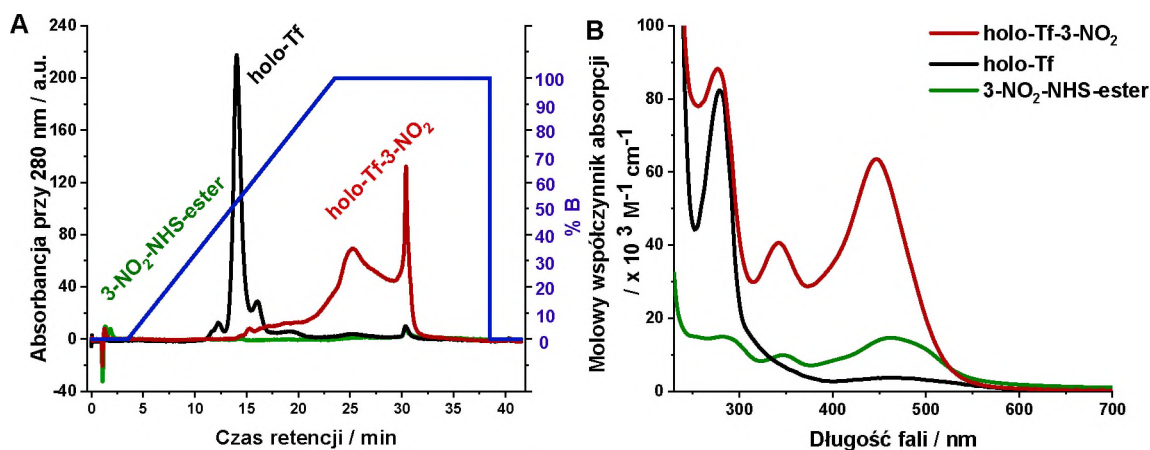 A
Absorbancja przy 280 nm / a.u.
240
200
160
120
80
40
0
-40
3-NO₂-NHS-ester
holo-Tf
holo-Tf-3-NO₂
100
90
80
70
60
50
40
30
20
10
0
% B
0 5 10 15 20 25 30 35 40
Czas retencji / min
B
Molowy współczynnik absorpcji
/ x 10³ M⁻¹ cm⁻¹
100
80
60
40
20
0
holo-Tf-3-NO₂
holo-Tf
3-NO₂-NHS-ester
300 400 500 600 700
Długość fali / nm